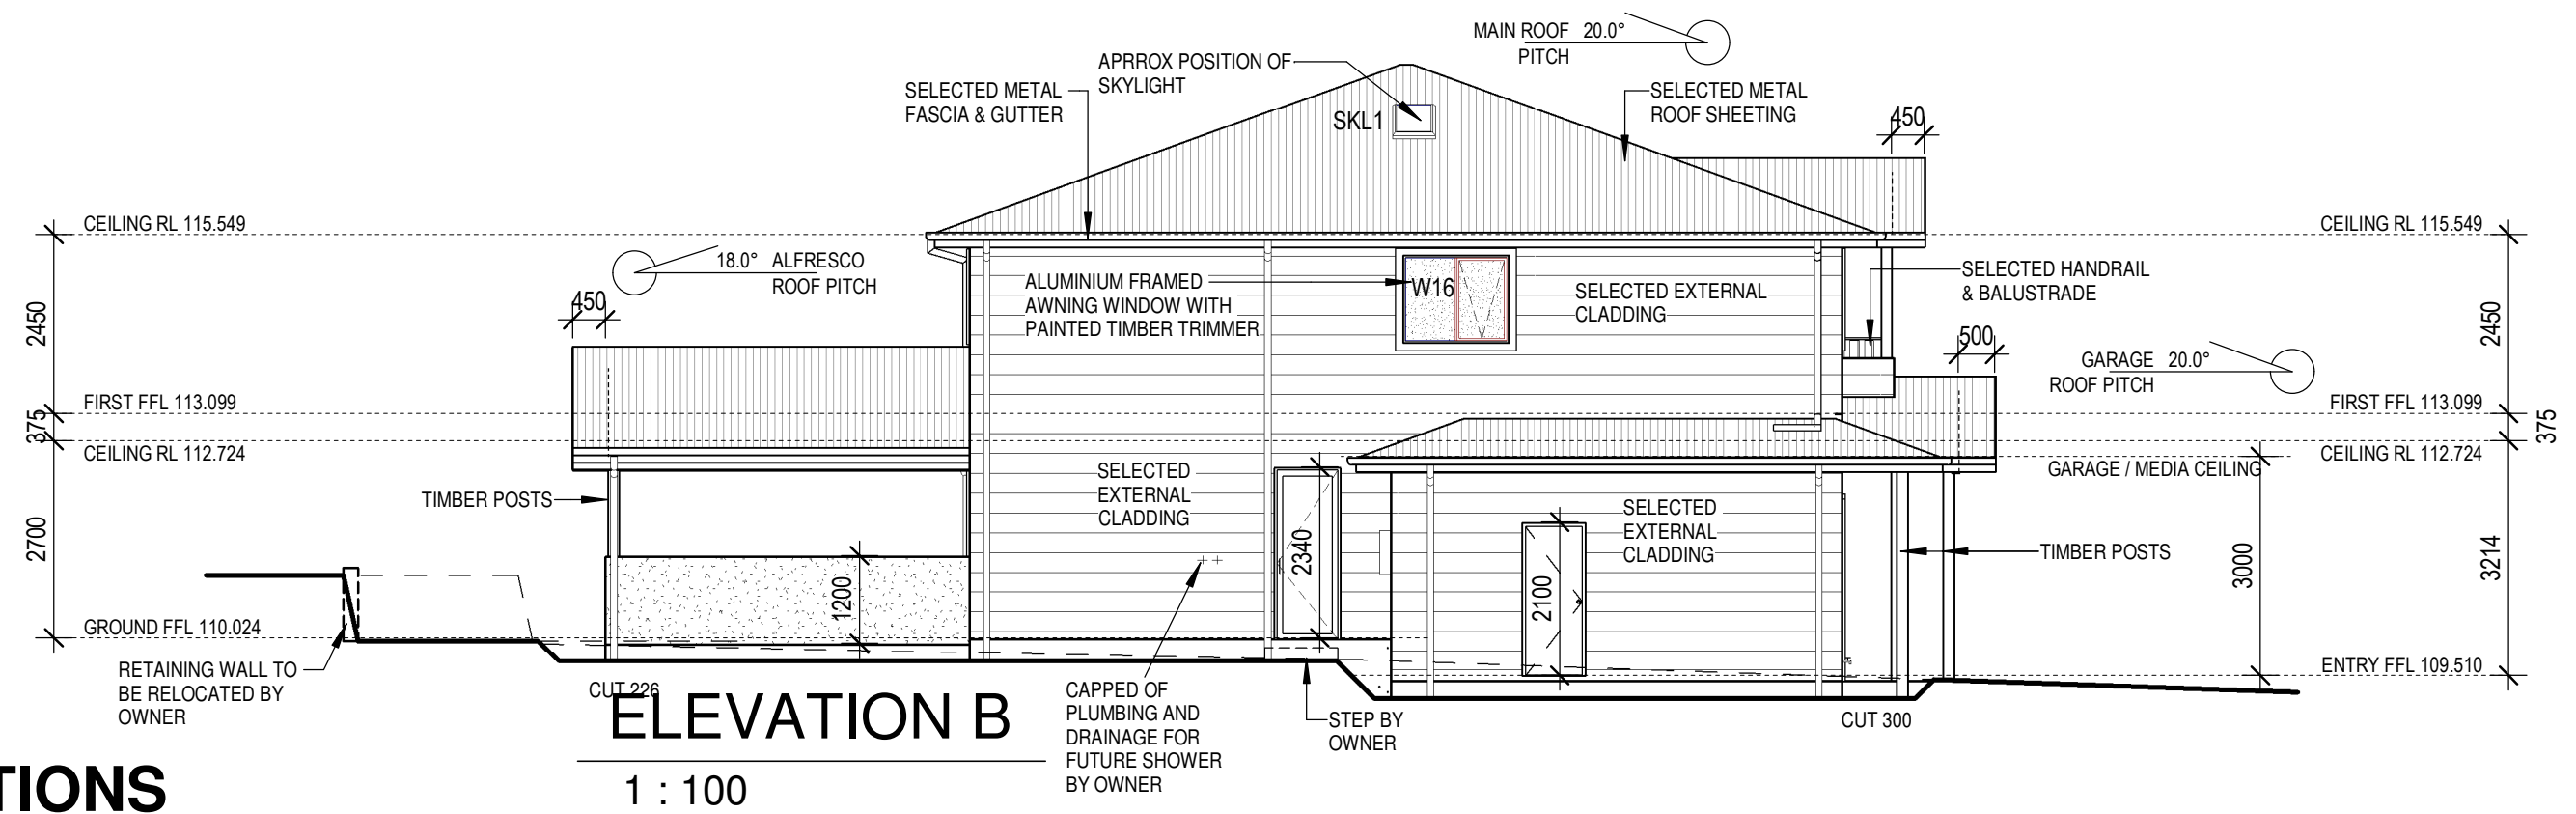 MAIN ROOF 20.0°
PITCH
APRROX POSITION OF
SKYLIGHT
SELECTED METAL
FASCIA & GUTTER
SKL1
SELECTED METAL
ROOF SHEETING
450
CEILING RL 115.549
CEILING RL 115.549
18.0° ALFRESCO
ROOF PITCH
450
ALUMINIUM FRAMED
AWNING WINDOW WITH
PAINTED TIMBER TRIMMER
W16
SELECTED EXTERNAL
CLADDING
SELECTED HANDRAIL
& BALUSTRADE
500
GARAGE 20.0°
ROOF PITCH
2450
2450
FIRST FFL 113.099
FIRST FFL 113.099
375
375
CEILING RL 112.724
CEILING RL 112.724
GARAGE / MEDIA CEILING
TIMBER POSTS
SELECTED
EXTERNAL
CLADDING
SELECTED
EXTERNAL
CLADDING
TIMBER POSTS
2700
1200
2340
2100
3000
3214
GROUND FFL 110.024
ENTRY FFL 109.510
RETAINING WALL TO
BE RELOCATED BY
OWNER
CUT 226
CAPPED OF
PLUMBING AND
DRAINAGE FOR
FUTURE SHOWER
BY OWNER
STEP BY
OWNER
CUT 300
ELEVATION B
1 : 100
TIONS